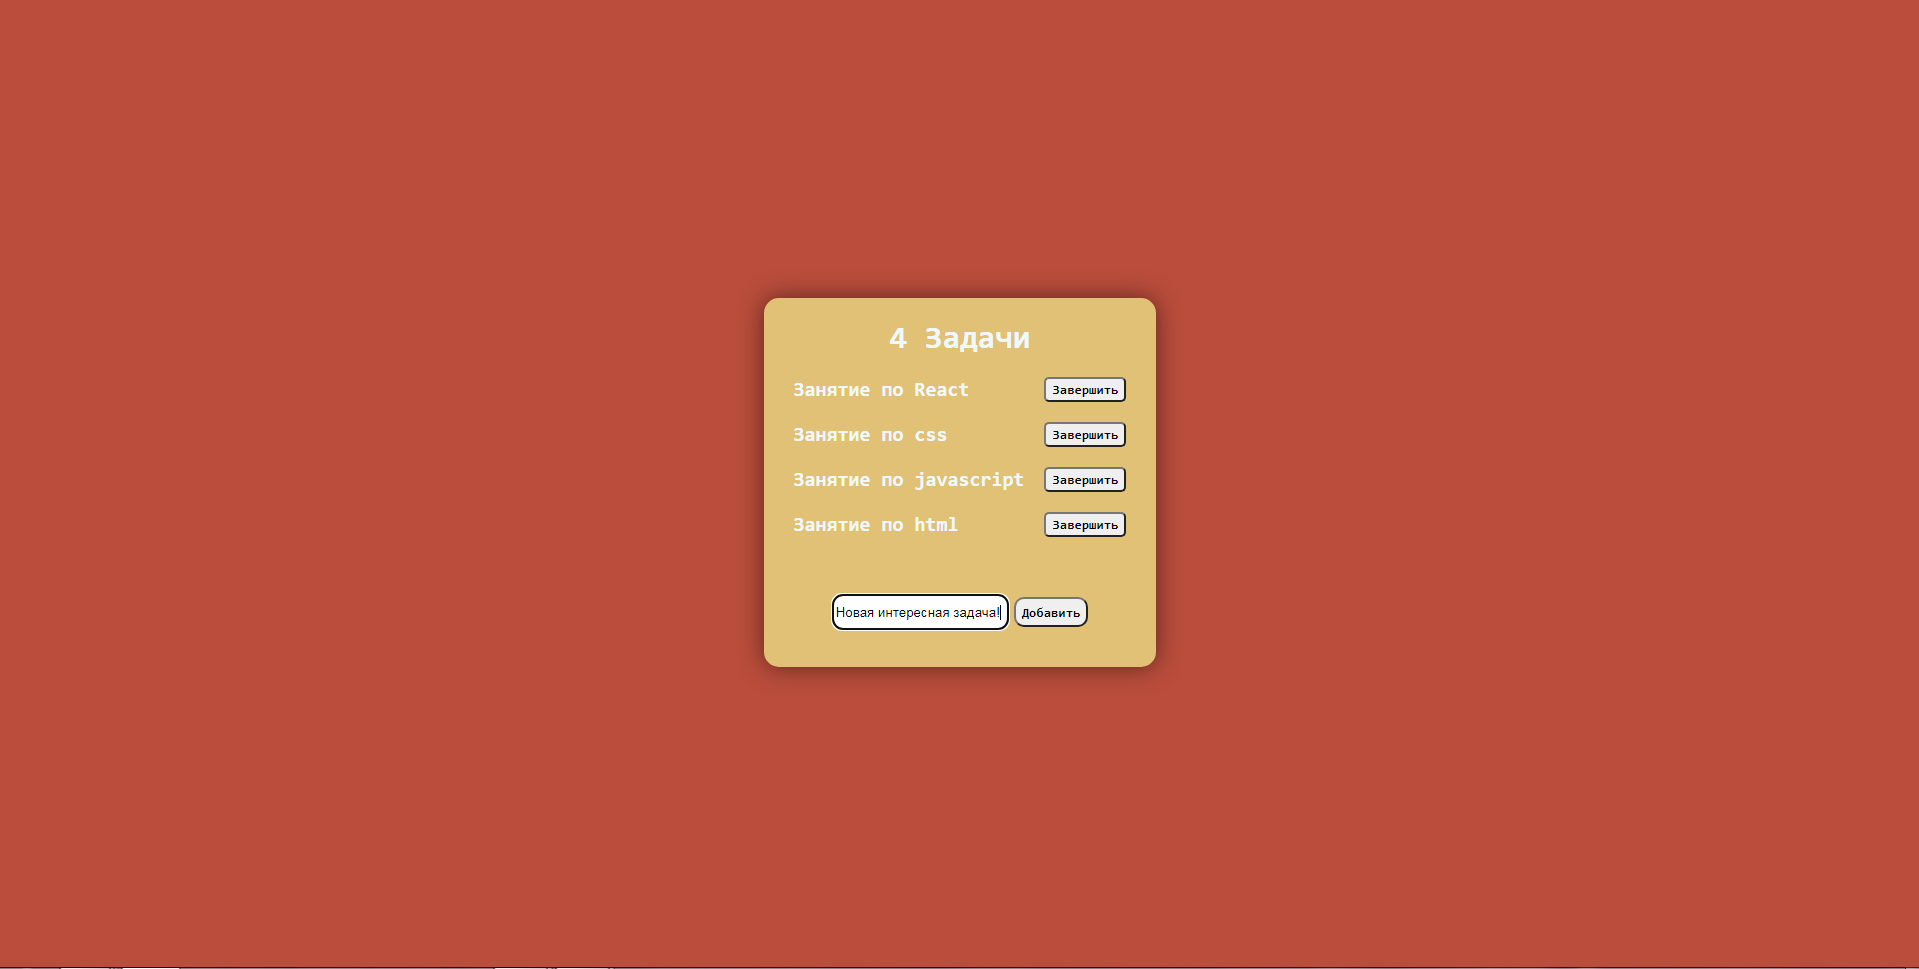 4 Задачи
Занятие по React Завершить
Занятие по css Завершить
Занятие по javascript Завершить
Занятие по html Завершить
Новая интересная задача! Добавить